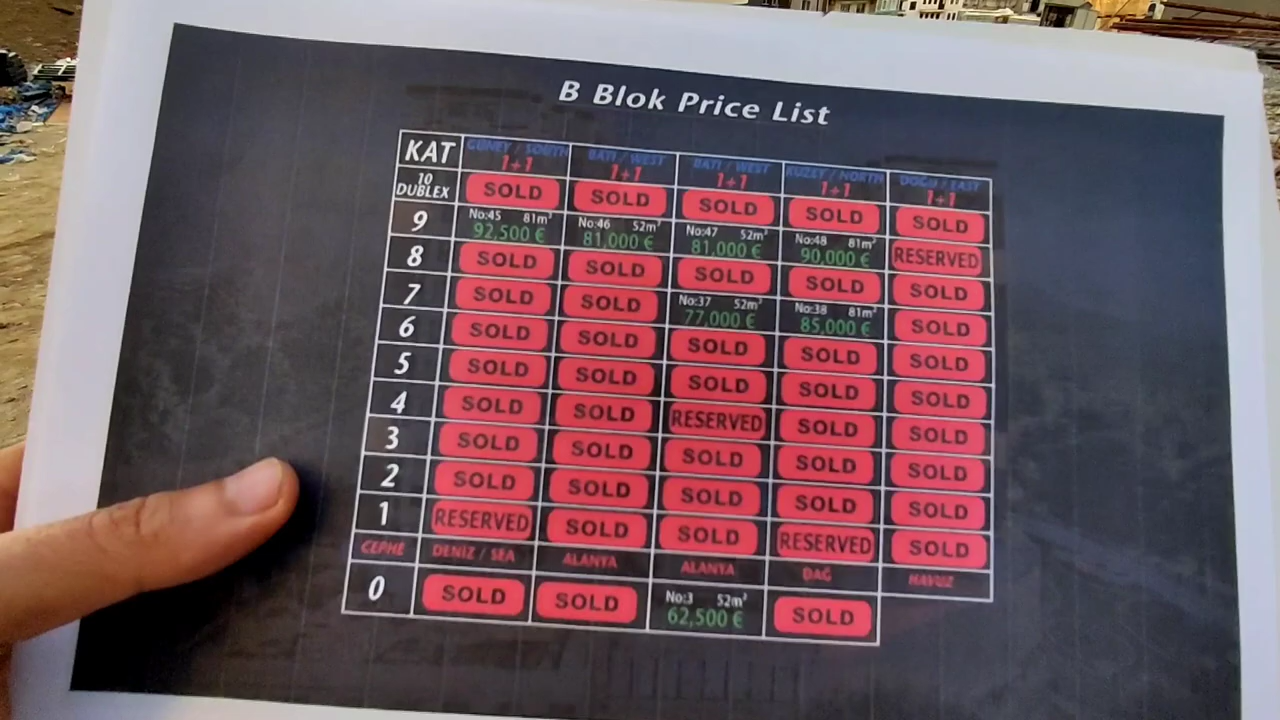 B Blok Price List
KAT GÜNEY / SOUTH BATI / WEST BATI / WEST KUZEY / NORTH DOĞU / EAST
1+1 1+1 1+1 1+1 1+1
10 DUBLEX SOLD SOLD SOLD SOLD SOLD
9 No:45 81m² No:46 52m² No:47 52m² No:48 81m² RESERVED
92,500 € 81,000 € 81,000 € 90,000 €
8 SOLD SOLD SOLD SOLD SOLD
7 SOLD SOLD No:37 52m² No:38 81m² SOLD
77,000 € 85,000 €
6 SOLD SOLD SOLD SOLD SOLD
5 SOLD SOLD SOLD SOLD SOLD
4 SOLD SOLD RESERVED SOLD SOLD
3 SOLD SOLD SOLD SOLD SOLD
2 SOLD SOLD SOLD SOLD SOLD
1 RESERVED SOLD SOLD RESERVED SOLD
CEPHE DENİZ / SEA ALANYA ALANYA DAĞ HAVUZ
0 SOLD SOLD No:3 52m² SOLD
62,500 €